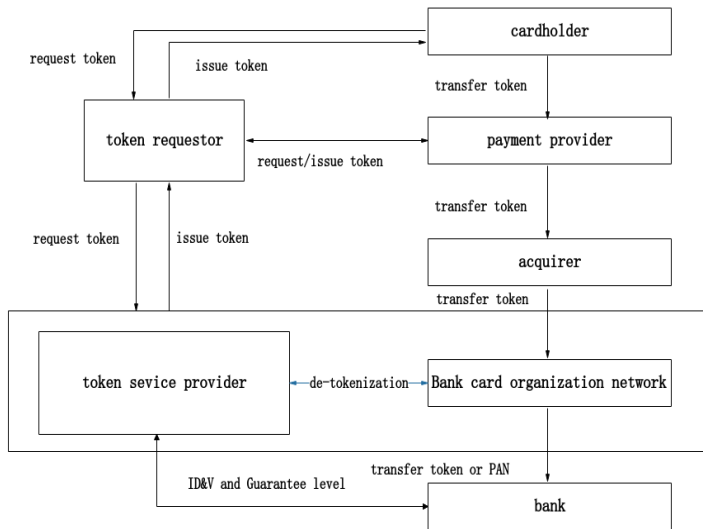 cardholder
request token
issue token
transfer token
token requestor
payment provider
request/issue token
transfer token
request token
issue token
acquirer
transfer token
token sevice provider
de-tokenization
Bank card organization network
transfer token or PAN
ID&V and Guarantee level
bank